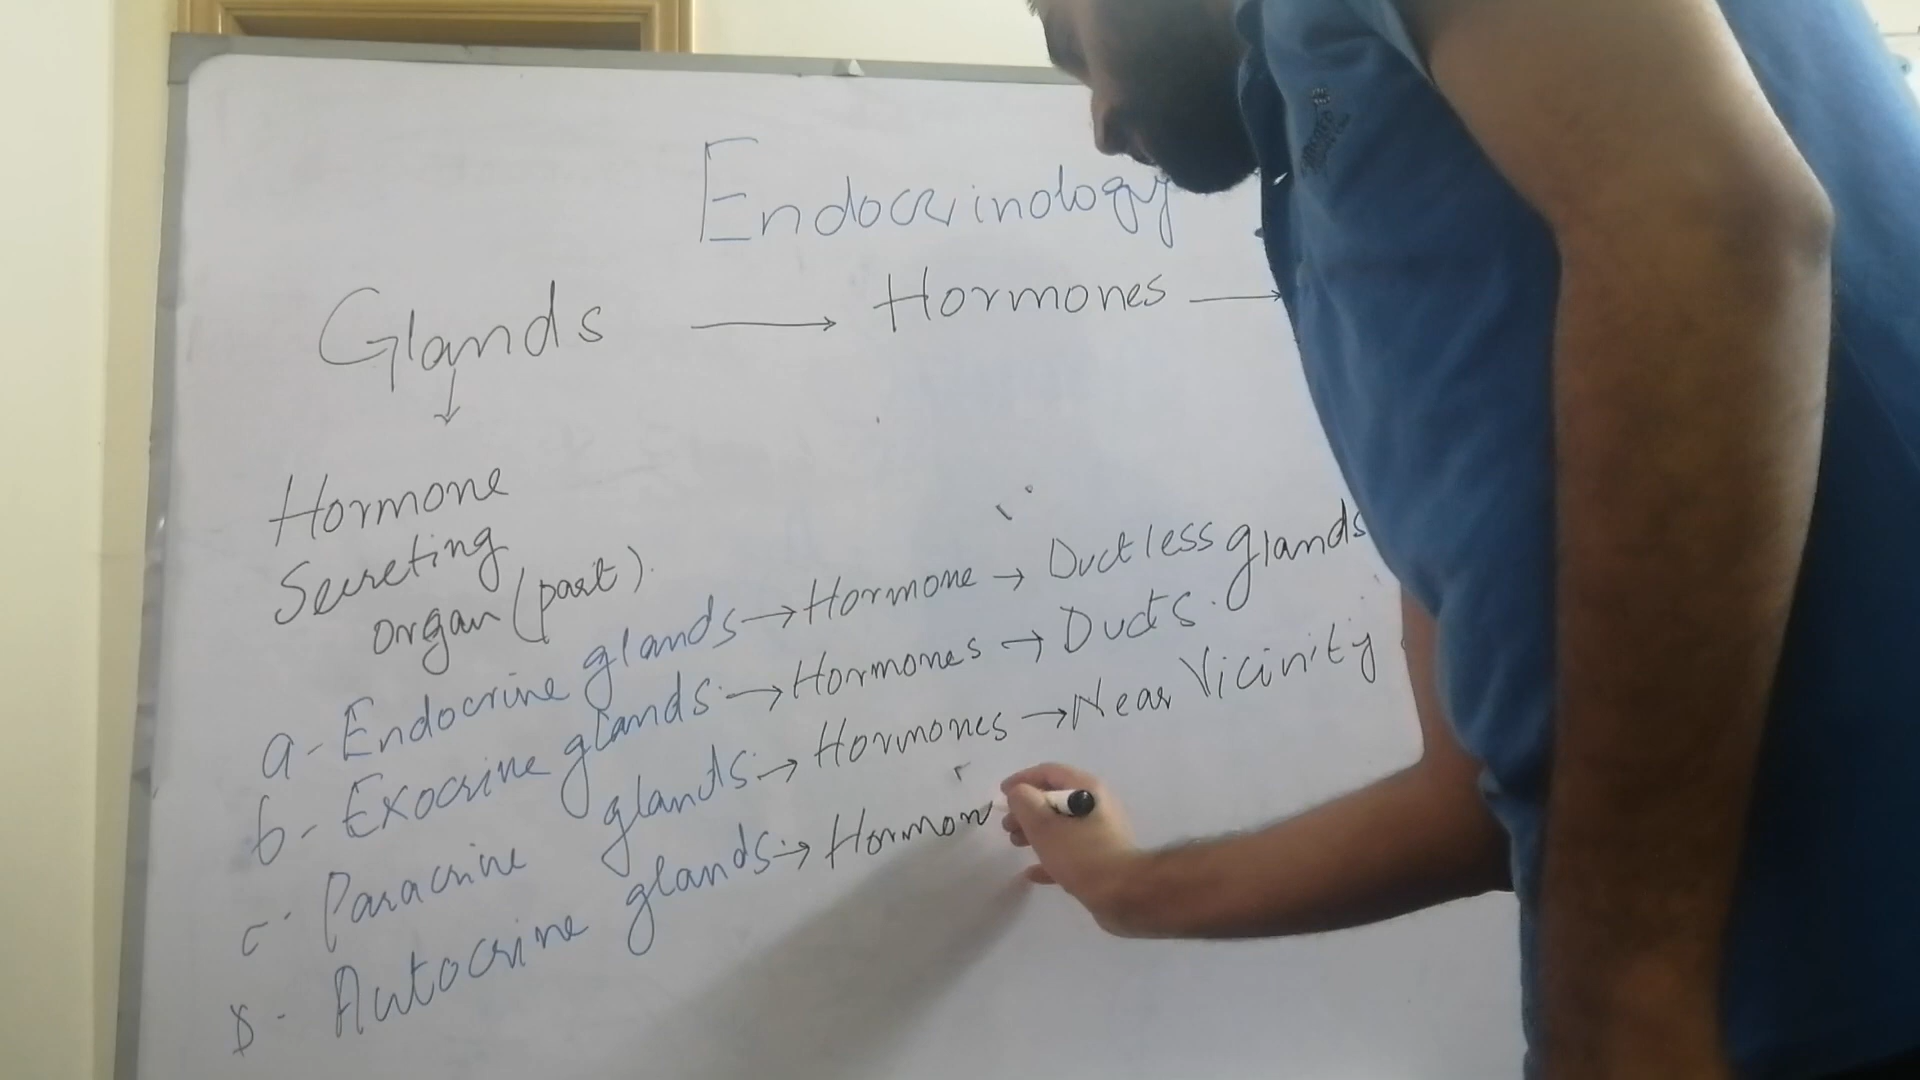 Endocrinology
Glands → Hormones →
↓
Hormone
Secreting
organ (part).
a - Endocrine glands → Hormone → Ductless glands
b - Exocrine glands. → Hormones → Ducts.
c - Paracrine glands. → Hormones → Near Vicinity
D - Autocrine glands. → Hormon